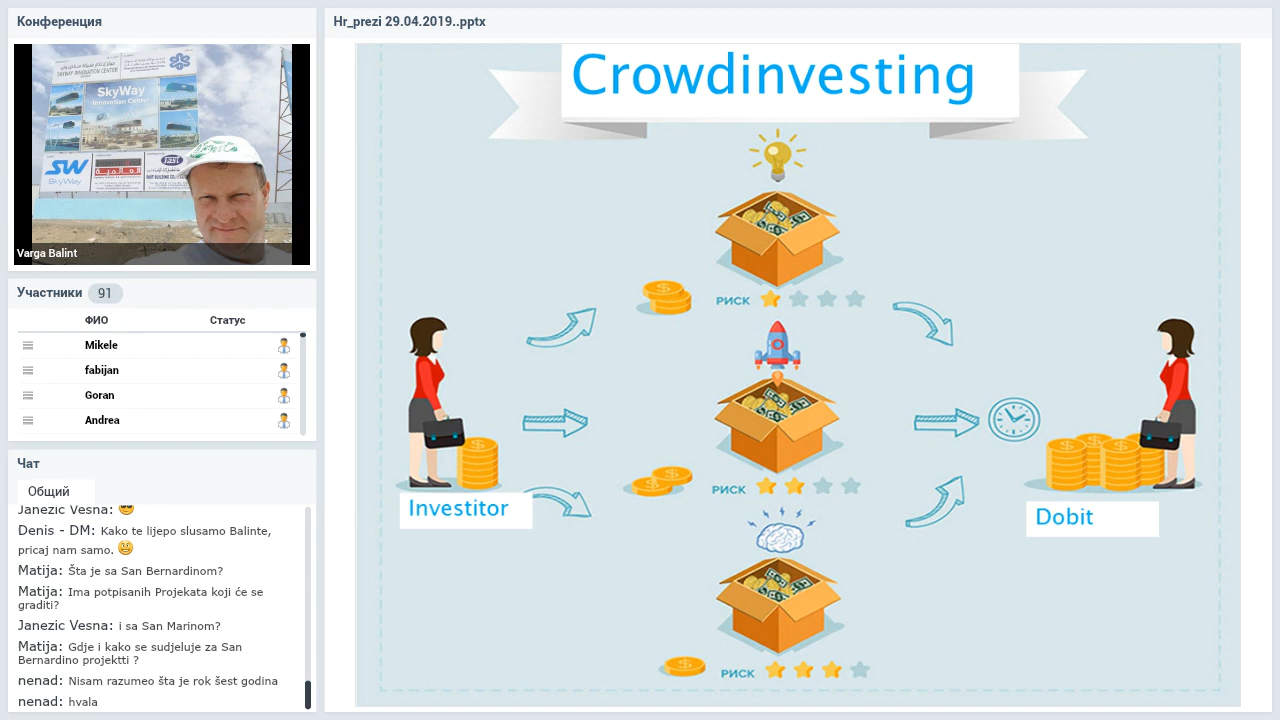 Конференция
SKYWAY INNOVATION CENTER
SkyWay
Innovation Center
SW
SkyWay
Varga Balint
Участники 91
ФИО Статус
Mikele
fabijan
Goran
Andrea
Чат
Общий
Janezic Vesna:
Denis - DM: Kako te lijepo slusamo Balinte,
pricaj nam samo.
Matija: Šta je sa San Bernardinom?
Matija: Ima potpisanih Projekata koji će se
graditi?
Janezic Vesna: i sa San Marinom?
Matija: Gdje i kako se sudjeluje za San
Bernardino projektti ?
nenad: Nisam razumeo šta je rok šest godina
nenad: hvala
Hr_prezi 29.04.2019..pptx
Crowdinvesting
РИСК
РИСК
РИСК
Investitor
Dobit